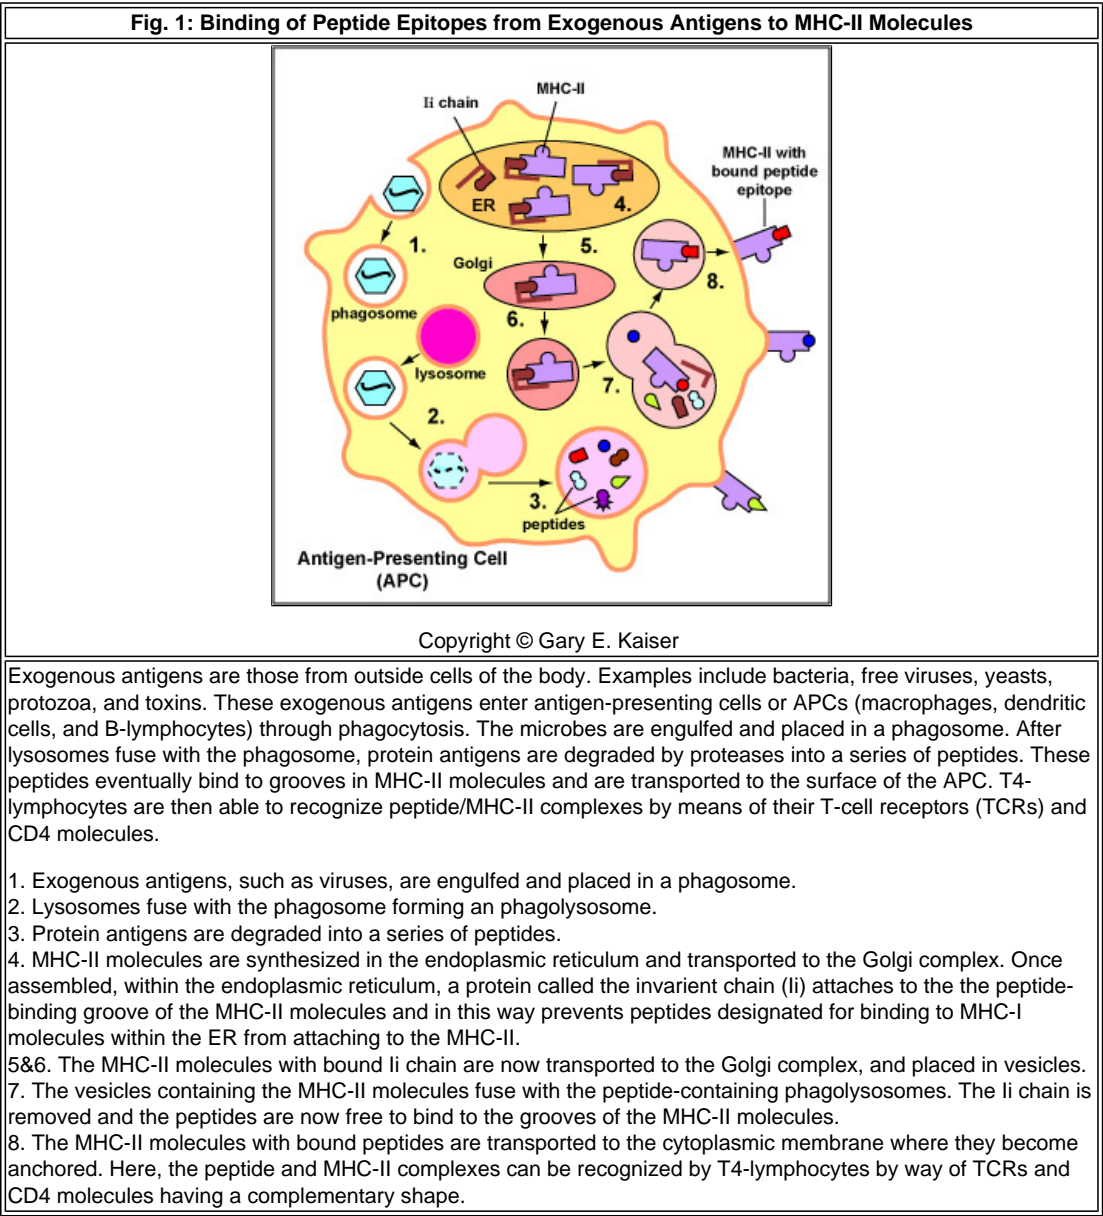 Fig. 1: Binding of Peptide Epitopes from Exogenous Antigens to MHC-II Molecules
MHC-II
Ii chain
MHC-II with
bound peptide
epitope
ER
4.
1.
5.
Golgi
8.
phagosome
6.
lysosome
7.
2.
3.
peptides
Antigen-Presenting Cell
(APC)
Copyright © Gary E. Kaiser
Exogenous antigens are those from outside cells of the body. Examples include bacteria, free viruses, yeasts,
protozoa, and toxins. These exogenous antigens enter antigen-presenting cells or APCs (macrophages, dendritic
cells, and B-lymphocytes) through phagocytosis. The microbes are engulfed and placed in a phagosome. After
lysosomes fuse with the phagosome, protein antigens are degraded by proteases into a series of peptides. These
peptides eventually bind to grooves in MHC-II molecules and are transported to the surface of the APC. T4-
lymphocytes are then able to recognize peptide/MHC-II complexes by means of their T-cell receptors (TCRs) and
CD4 molecules.
1. Exogenous antigens, such as viruses, are engulfed and placed in a phagosome.
2. Lysosomes fuse with the phagosome forming an phagolysosome.
3. Protein antigens are degraded into a series of peptides.
4. MHC-II molecules are synthesized in the endoplasmic reticulum and transported to the Golgi complex. Once
assembled, within the endoplasmic reticulum, a protein called the invarient chain (Ii) attaches to the the peptide-
binding groove of the MHC-II molecules and in this way prevents peptides designated for binding to MHC-I
molecules within the ER from attaching to the MHC-II.
5&6. The MHC-II molecules with bound Ii chain are now transported to the Golgi complex, and placed in vesicles.
7. The vesicles containing the MHC-II molecules fuse with the peptide-containing phagolysosomes. The Ii chain is
removed and the peptides are now free to bind to the grooves of the MHC-II molecules.
8. The MHC-II molecules with bound peptides are transported to the cytoplasmic membrane where they become
anchored. Here, the peptide and MHC-II complexes can be recognized by T4-lymphocytes by way of TCRs and
CD4 molecules having a complementary shape.